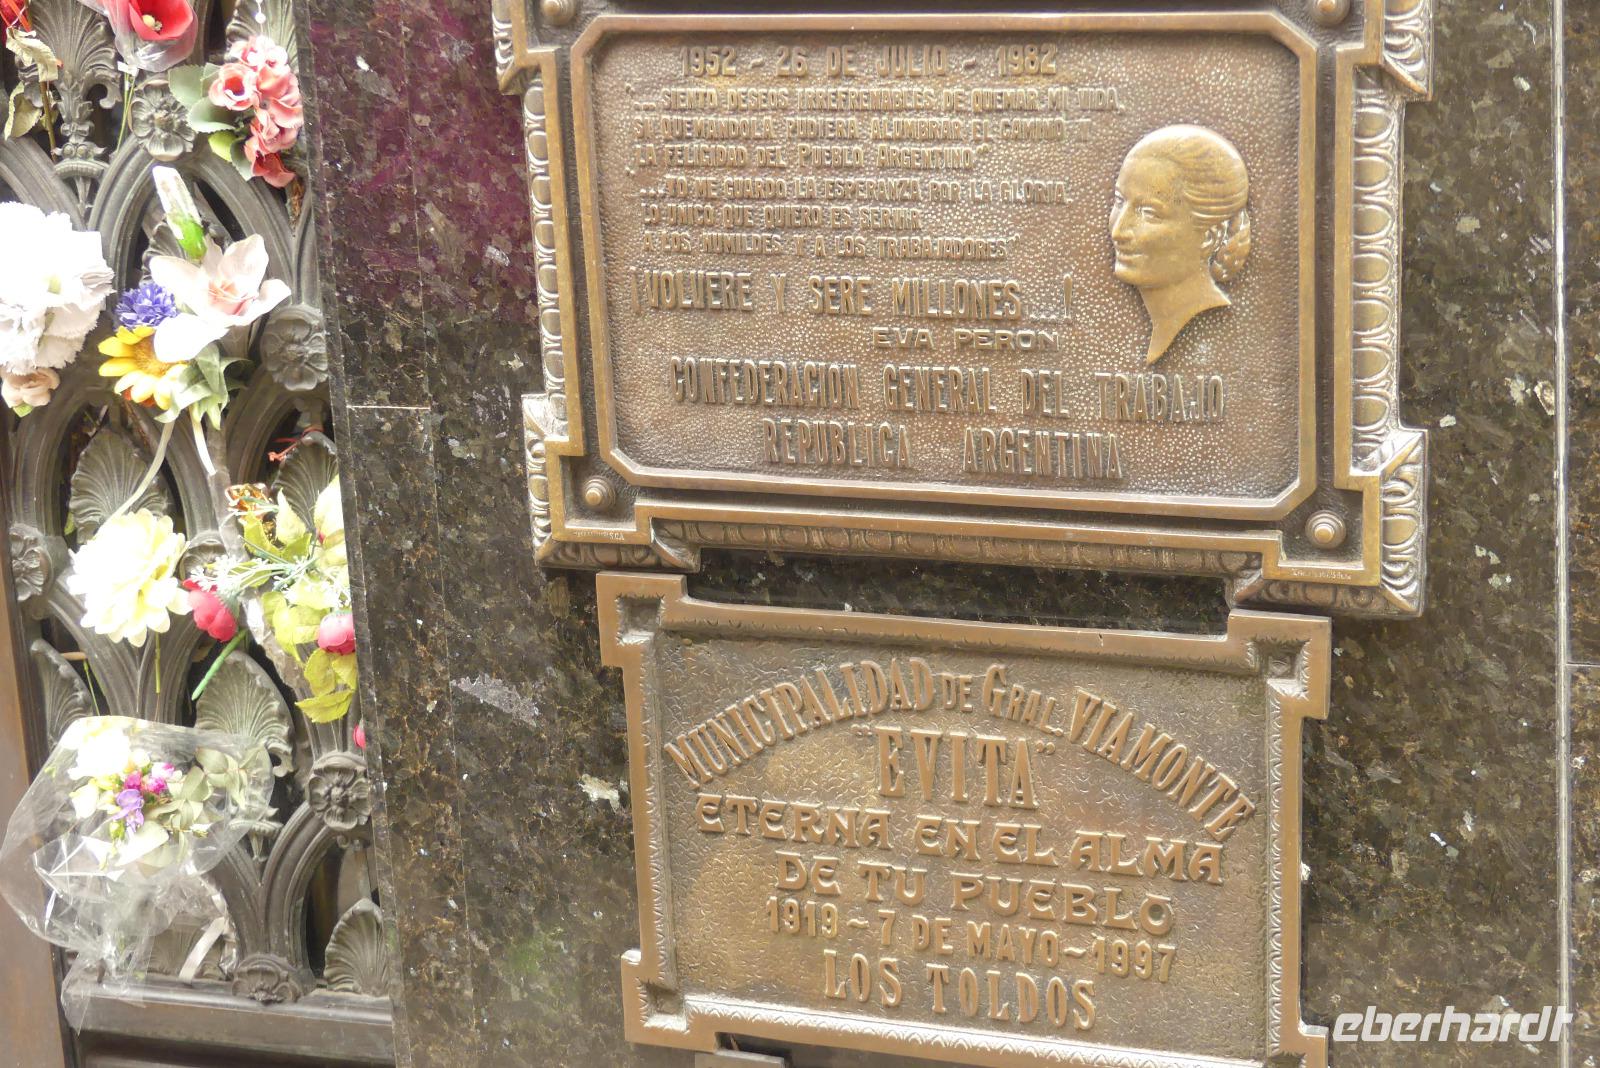 1952 - 26 DE JULIO - 1982
"... SIENTO DESEOS IRREFRENABLES DE QUEMAR MI VIDA,
SI QUEMANDOLA PUDIERA ALUMBRAR EL CAMINO Y
LA FELICIDAD DEL PUEBLO ARGENTINO"
"... YO ME GUARDO LA ESPERANZA POR LA GLORIA,
LO UNICO QUE QUIERO ES SERVIR
A LOS HUMILDES Y A LOS TRABAJADORES"
¡VOLVERE Y SERE MILLONES...!
EVA PERON
CONFEDERACION GENERAL DEL TRABAJO
REPUBLICA ARGENTINA
MUNICIPALIDAD DE GRAL. VIAMONTE
"EVITA"
ETERNA EN EL ALMA
DE TU PUEBLO
1919 ~ 7 DE MAYO ~ 1997
LOS TOLDOS
eberhardt